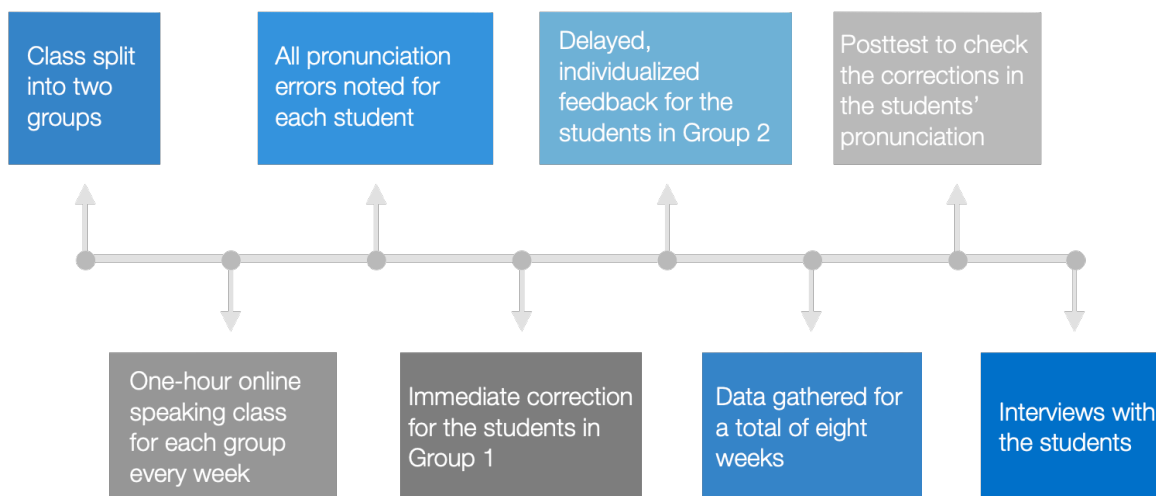 Class split
into two
groups
All pronunciation
errors noted for
each student
Delayed,
individualized
feedback for the
students in Group 2
Posttest to check
the corrections in
the students’
pronunciation
One-hour online
speaking class
for each group
every week
Immediate correction
for the students in
Group 1
Data gathered for
a total of eight
weeks
Interviews with
the students